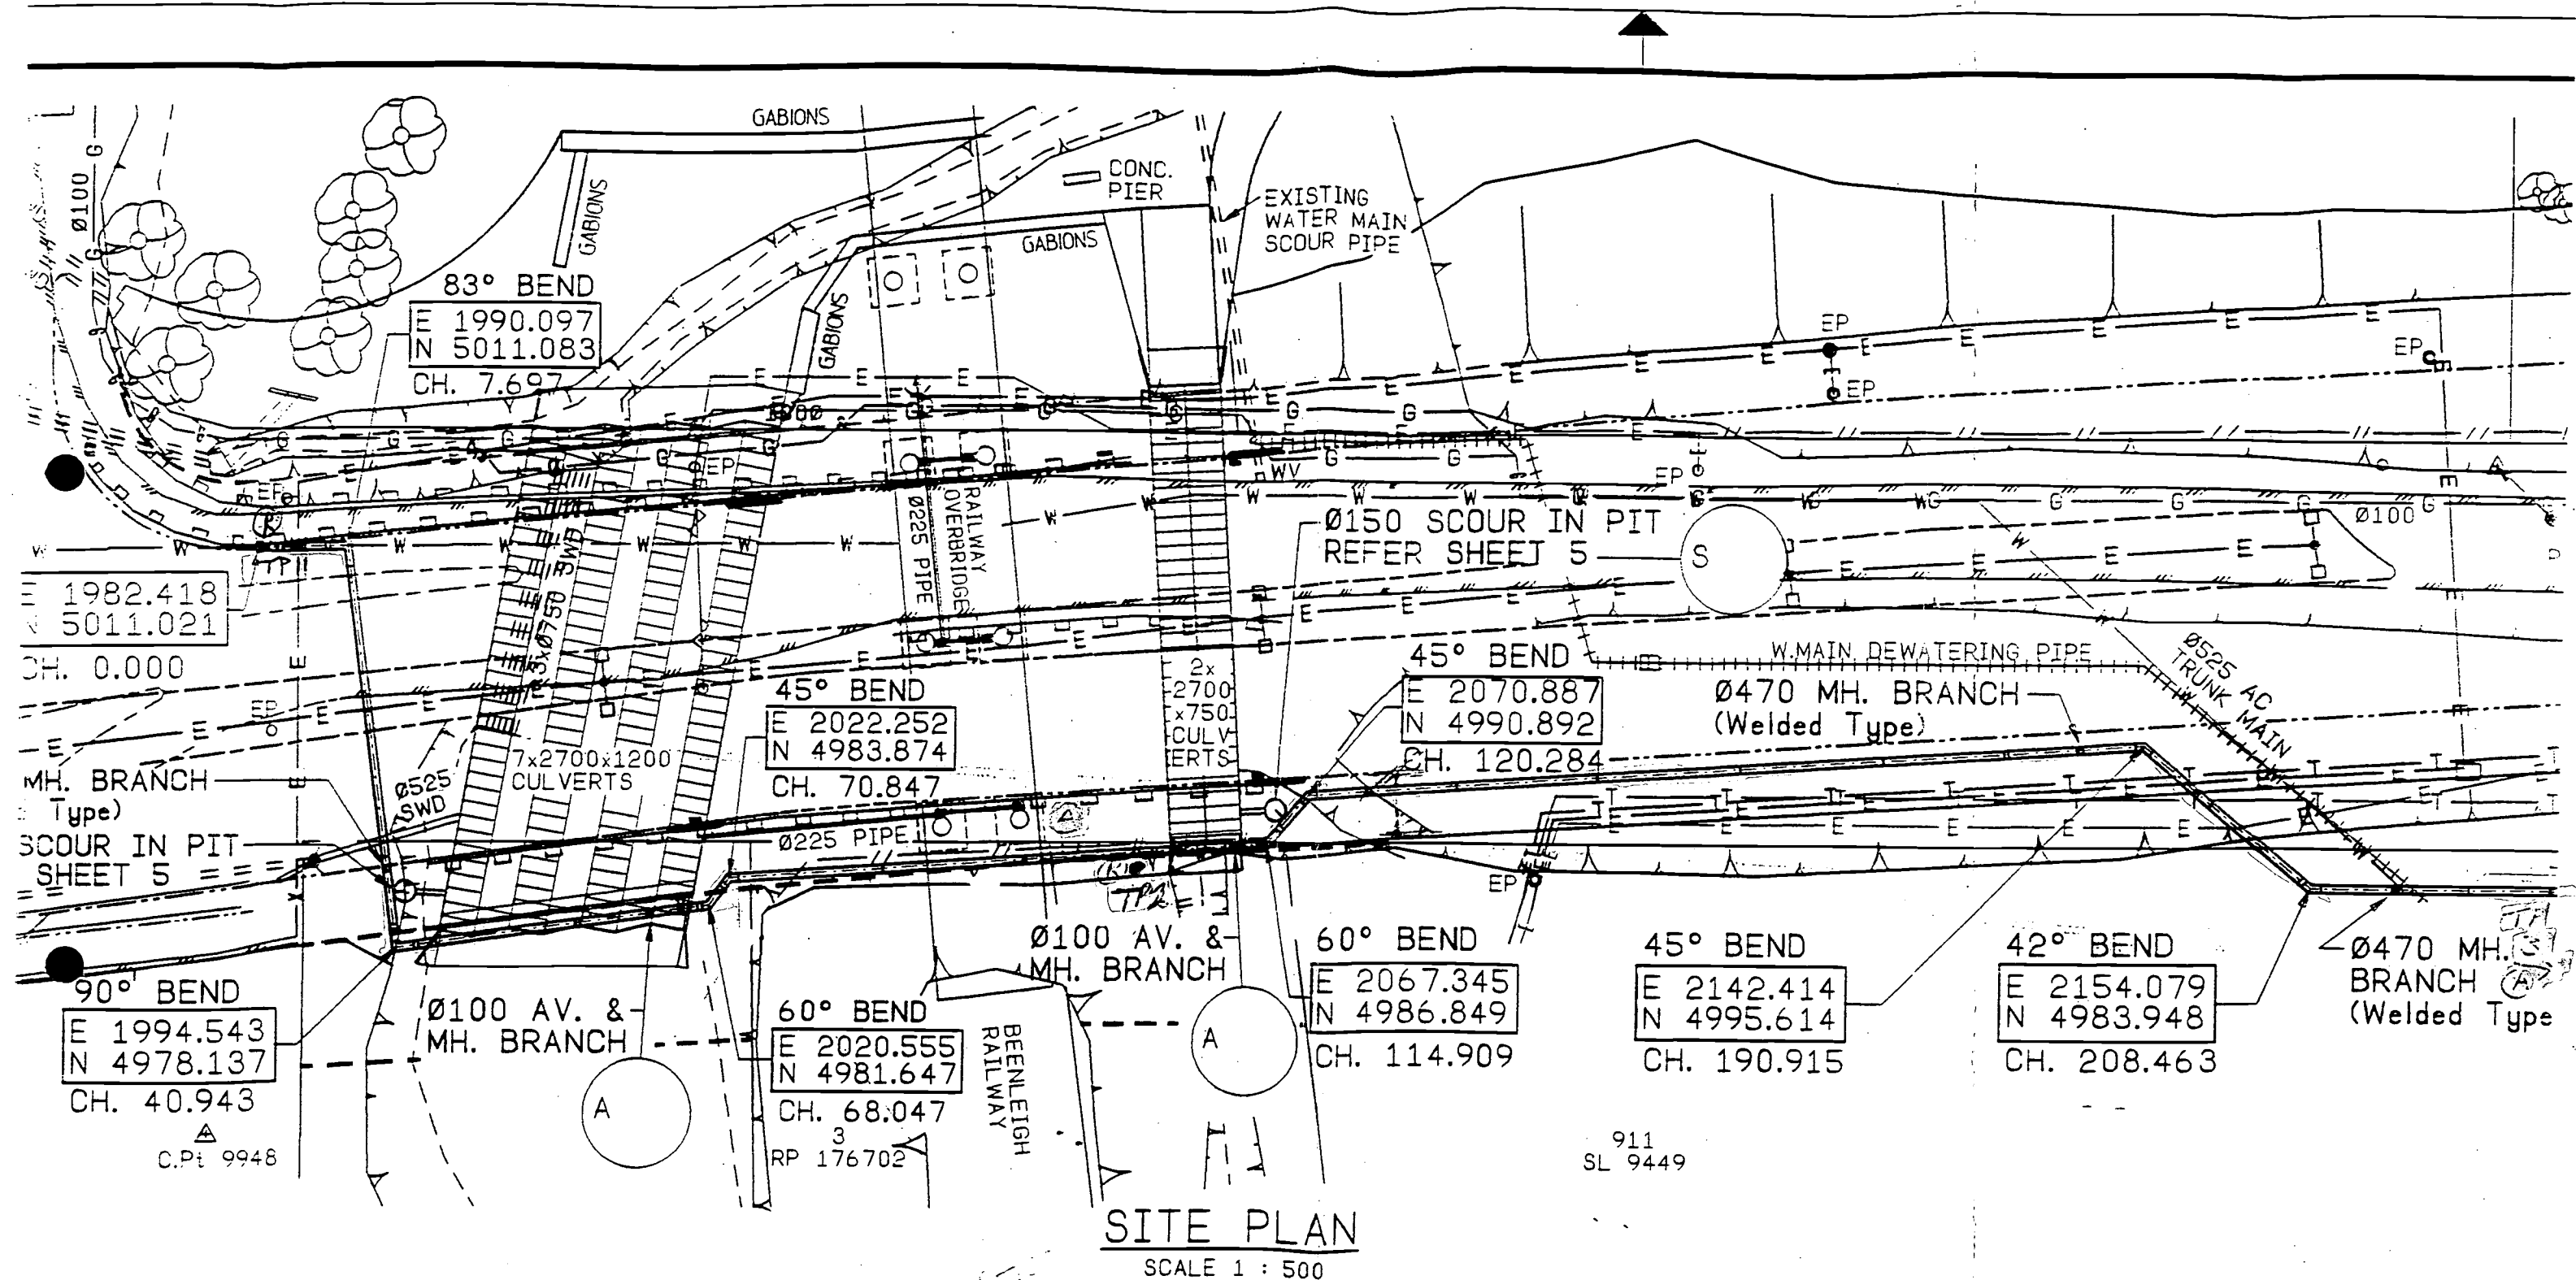 GABIONS
GABIONS
Ø100
CONC.
PIER
EXISTING
WATER MAIN
SCOUR PIPE
GABIONS
GABIONS
83° BEND
E 1990.097
N 5011.083
CH. 7.697
EP
EP
EP
EP
EP
EP
WV
Ø225 PIPE
RAILWAY
OVERBRIDGE
Ø150 SCOUR IN PIT
REFER SHEET 5
S
Ø100
E 1982.418
N 5011.021
CH. 0.000
TP1
3xØ750 SWD
W.MAIN DEWATERING PIPE
Ø525 AC
TRUNK MAIN
45° BEND
E 2070.887
N 4990.892
CH. 120.284
Ø470 MH. BRANCH
(Welded Type)
45° BEND
E 2022.252
N 4983.874
CH. 70.847
2x
2700
x750
CULV
ERTS
EP
7x2700x1200
CULVERTS
Ø525
SWD
MH. BRANCH
Type)
SCOUR IN PIT
SHEET 5
Ø225 PIPE
TP2
EP
90° BEND
E 1994.543
N 4978.137
CH. 40.943
Ø100 AV. &
MH. BRANCH
A
60° BEND
E 2020.555
N 4981.647
CH. 68.047
Ø100 AV. &
MH. BRANCH
A
BEENLEIGH
RAILWAY
60° BEND
E 2067.345
N 4986.849
CH. 114.909
45° BEND
E 2142.414
N 4995.614
CH. 190.915
42° BEND
E 2154.079
N 4983.948
CH. 208.463
Ø470 MH.
BRANCH
(Welded Type
C.Pt 9948
3
RP 176702
911
SL 9449
SITE PLAN
SCALE 1 : 500